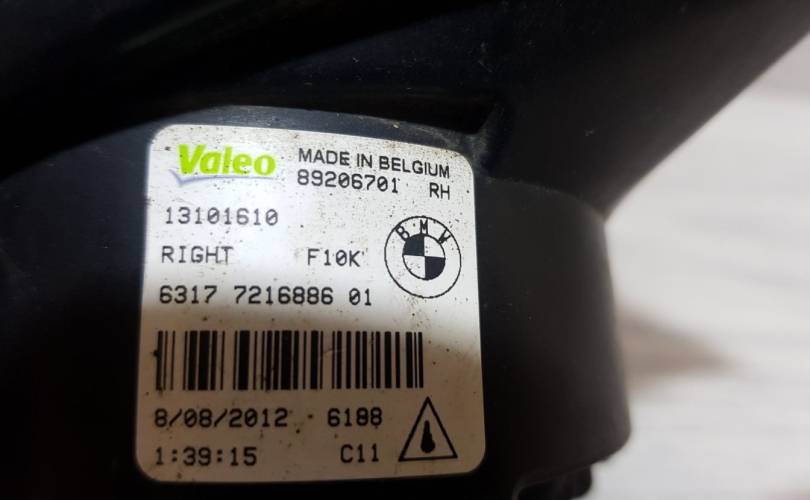 Valeo MADE IN BELGIUM
89206701 RH
13101610
RIGHT F10K
BMW
6317 7216886 01
8/08/2012 6188
1:39:15 C11